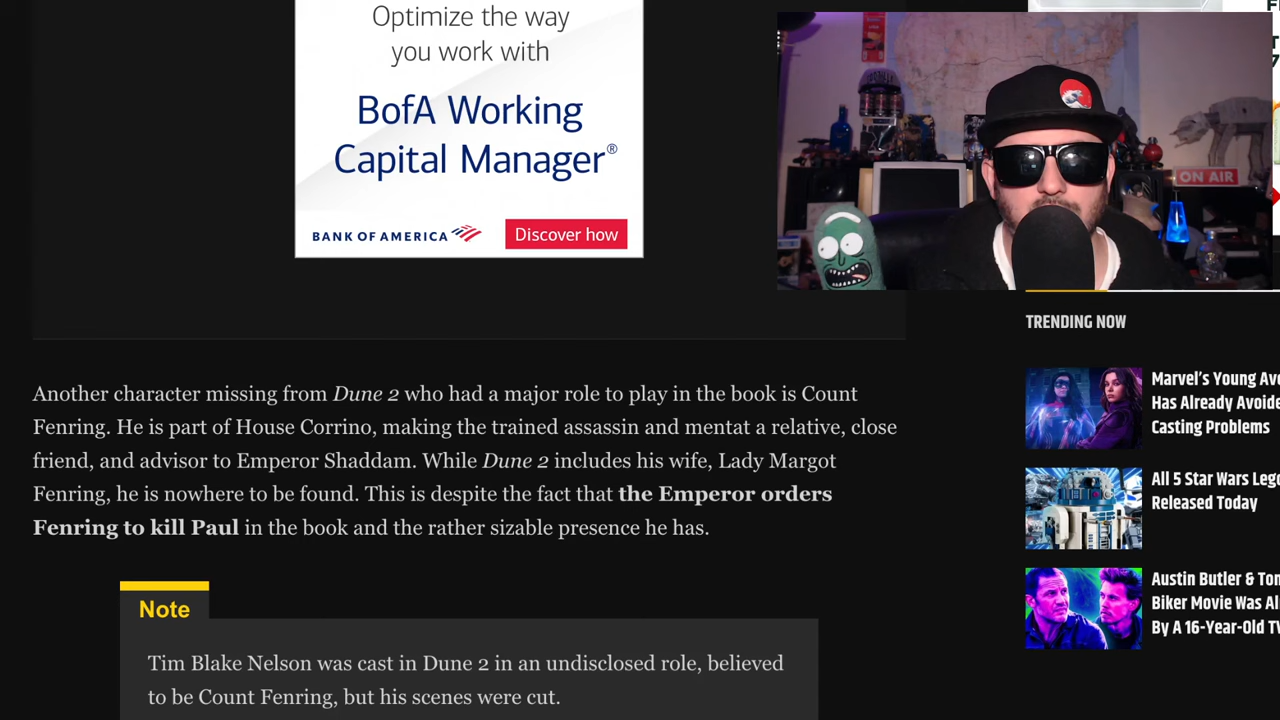 Optimize the way
you work with
BofA Working
Capital Manager®
BANK OF AMERICA
Discover how
ON AIR
TRENDING NOW
Marvel's Young
Has Already
Casting Problems
All 5 Star Wars
Released Today
Austin Butler &
Biker Movie Was
By A 16-Year-Old
Another character missing from Dune 2 who had a major role to play in the book is Count
Fenring. He is part of House Corrino, making the trained assassin and mentat a relative, close
friend, and advisor to Emperor Shaddam. While Dune 2 includes his wife, Lady Margot
Fenring, he is nowhere to be found. This is despite the fact that the Emperor orders
Fenring to kill Paul in the book and the rather sizable presence he has.
Note
Tim Blake Nelson was cast in Dune 2 in an undisclosed role, believed
to be Count Fenring, but his scenes were cut.